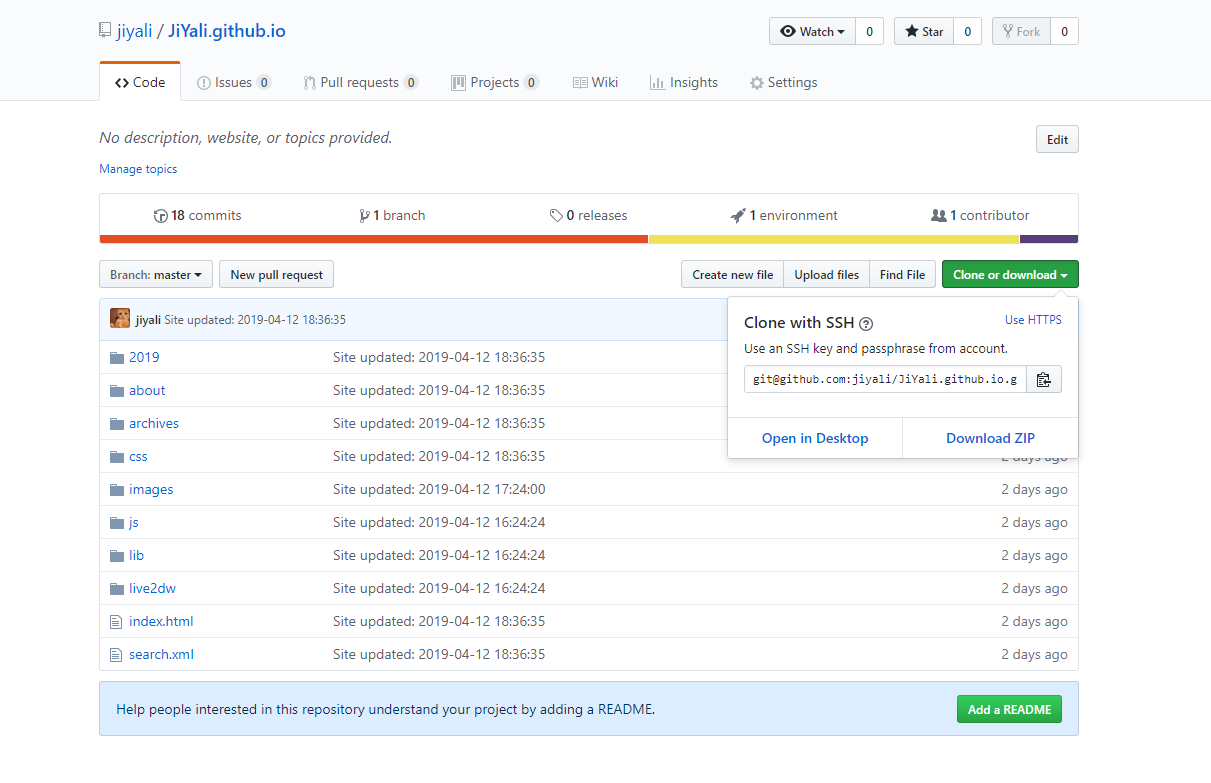 jiyali / JiYali.github.io
Watch 0 Star 0 Fork 0
Code Issues 0 Pull requests 0 Projects 0 Wiki Insights Settings
No description, website, or topics provided.
Edit
Manage topics
18 commits 1 branch 0 releases 1 environment 1 contributor
Branch: master New pull request Create new file Upload files Find File Clone or download
jiyali Site updated: 2019-04-12 18:36:35
Clone with SSH ?
Use HTTPS
Use an SSH key and passphrase from account.
git@github.com:jiyali/JiYali.github.io.g
Open in Desktop Download ZIP
2019 Site updated: 2019-04-12 18:36:35
about Site updated: 2019-04-12 18:36:35
archives Site updated: 2019-04-12 18:36:35
css Site updated: 2019-04-12 18:36:35 2 days ago
images Site updated: 2019-04-12 17:24:00 2 days ago
js Site updated: 2019-04-12 16:24:24 2 days ago
lib Site updated: 2019-04-12 16:24:24 2 days ago
live2dw Site updated: 2019-04-12 16:24:24 2 days ago
index.html Site updated: 2019-04-12 18:36:35 2 days ago
search.xml Site updated: 2019-04-12 18:36:35 2 days ago
Help people interested in this repository understand your project by adding a README.
Add a README